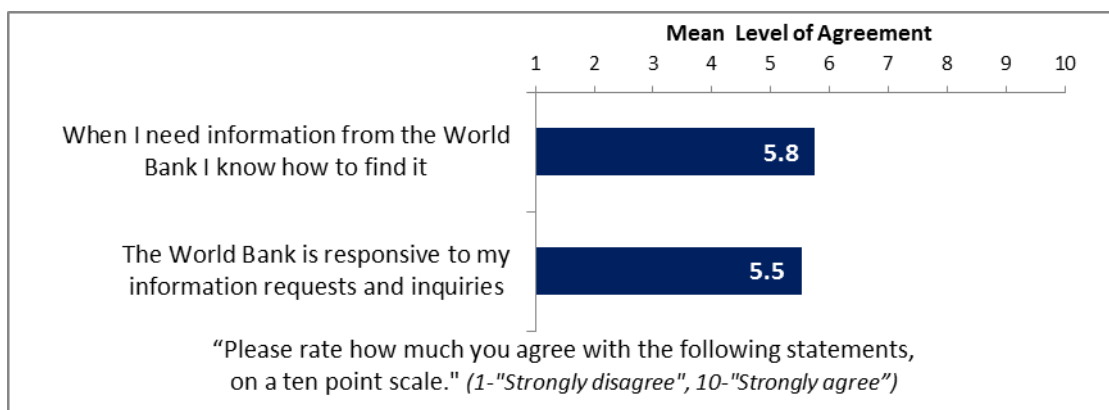 Mean Level of Agreement
1 2 3 4 5 6 7 8 9 10
When I need information from the World
Bank I know how to find it
5.8
The World Bank is responsive to my
information requests and inquiries
5.5
“Please rate how much you agree with the following statements,
on a ten point scale." (1-"Strongly disagree", 10-"Strongly agree”)